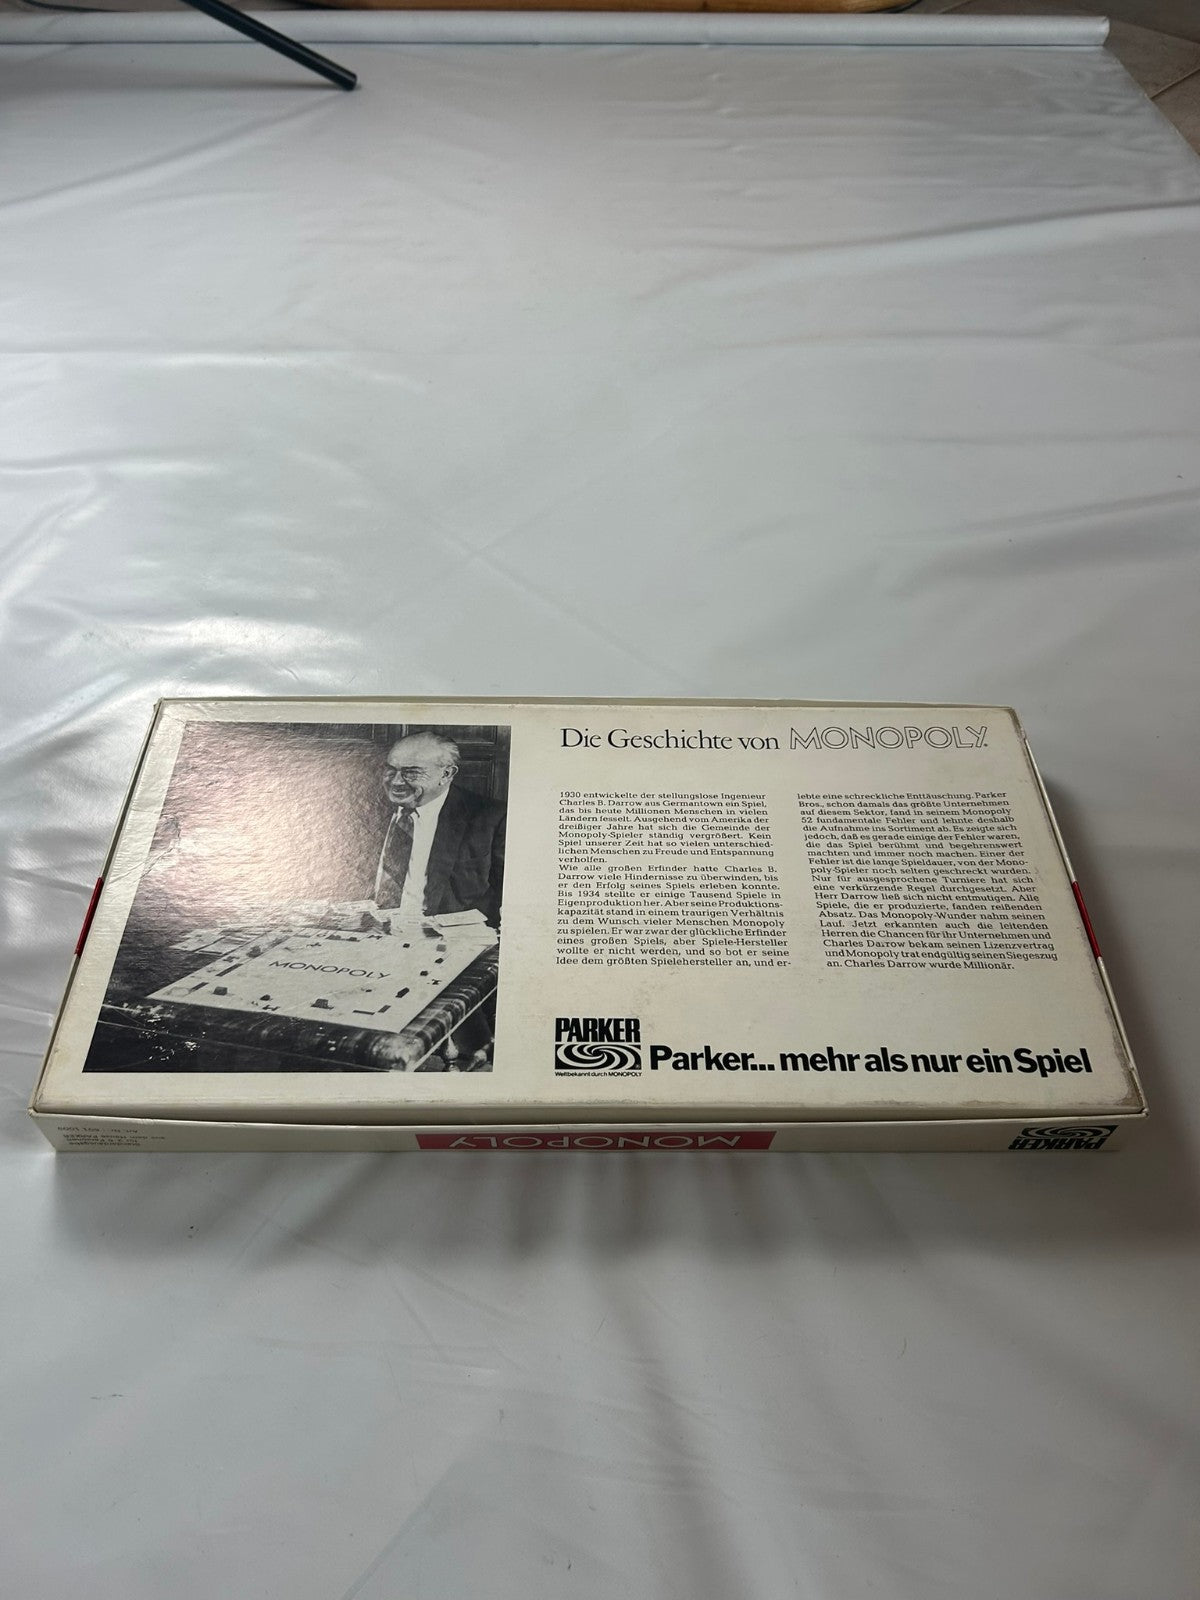 Die Geschichte von MONOPOLY.
1930 entwickelte der stellungslose Ingenieur
Charles B. Darrow aus Germantown ein Spiel,
das bis heute Millionen Menschen in vielen
Ländern fesselt. Ausgehend vom Amerika der
dreißiger Jahre hat sich die Gemeinde der
Monopoly-Spieler ständig vergrößert. Kein
Spiel unserer Zeit hat so vielen unterschied-
lichen Menschen zu Freude und Entspannung
verholfen.
Wie alle großen Erfinder hatte Charles B.
Darrow viele Hindernisse zu überwinden, bis
er den Erfolg seines Spiels erleben konnte.
Bis 1934 stellte er einige Tausend Spiele in
Eigenproduktion her. Aber seine Produktions-
kapazität stand in einem traurigen Verhältnis
zu dem Wunsch vieler Menschen Monopoly
zu spielen. Er war zwar der glückliche Erfinder
eines großen Spiels, aber Spiele-Hersteller
wollte er nicht werden, und so bot er seine
Idee dem größten Spielehersteller an, und er-
lebte eine schreckliche Enttäuschung. Parker
Bros., schon damals das größte Unternehmen
auf diesem Sektor, fand in seinem Monopoly
52 fundamentale Fehler und lehnte deshalb
die Aufnahme ins Sortiment ab. Es zeigte sich
jedoch, daß es gerade einige der Fehler waren,
die das Spiel berühmt und begehrenswert
machten und immer noch machen. Einer der
Fehler ist die lange Spieldauer, von der Mono-
poly-Spieler noch selten geschreckt wurden.
Nur für ausgesprochene Turniere hat sich
eine verkürzende Regel durchgesetzt. Aber
Herr Darrow ließ sich nicht entmutigen. Alle
Spiele, die er produzierte, fanden reißenden
Absatz. Das Monopoly-Wunder nahm seinen
Lauf. Jetzt erkannten auch die leitenden
Herren die Chancen für ihr Unternehmen und
Charles Darrow bekam seinen Lizenzvertrag
und Monopoly trat endgültig seinen Siegeszug
an. Charles Darrow wurde Millionär.
MONOPOLY
PARKER
Weltbekannt durch MONOPOLY
Parker... mehr als nur ein Spiel
MONOPOLY
PARKER